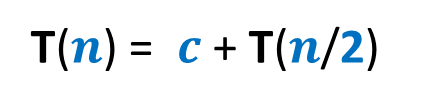 T(n) = c + T(n/2)